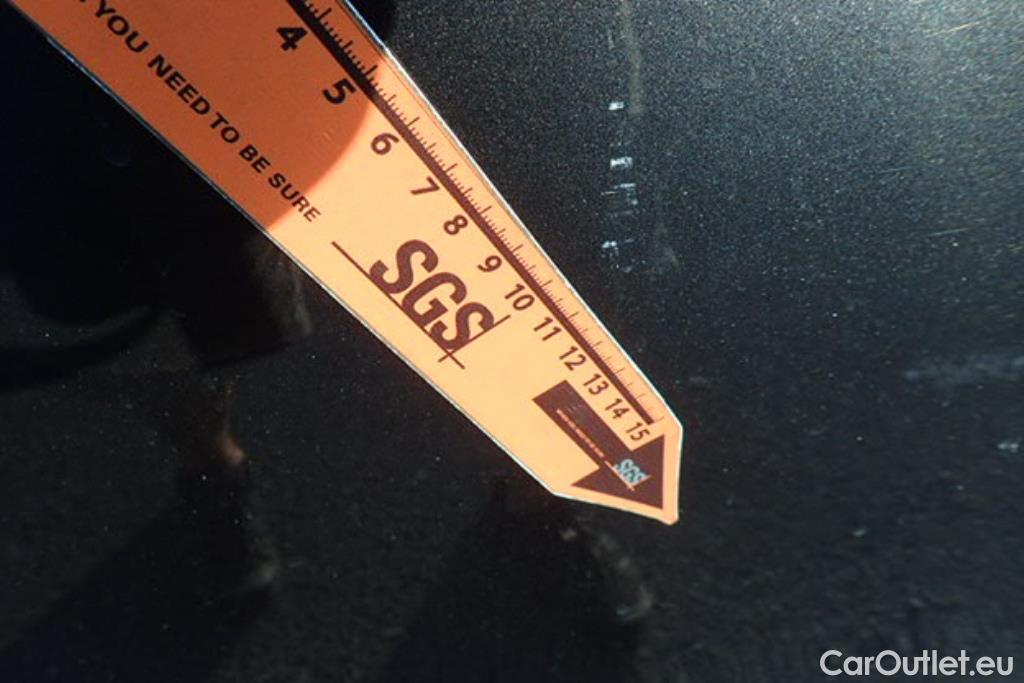 YOU NEED TO BE SURE
4 5 6 7 8 9 10 11 12 13 14 15
SGS
SGS
CarOutlet.eu